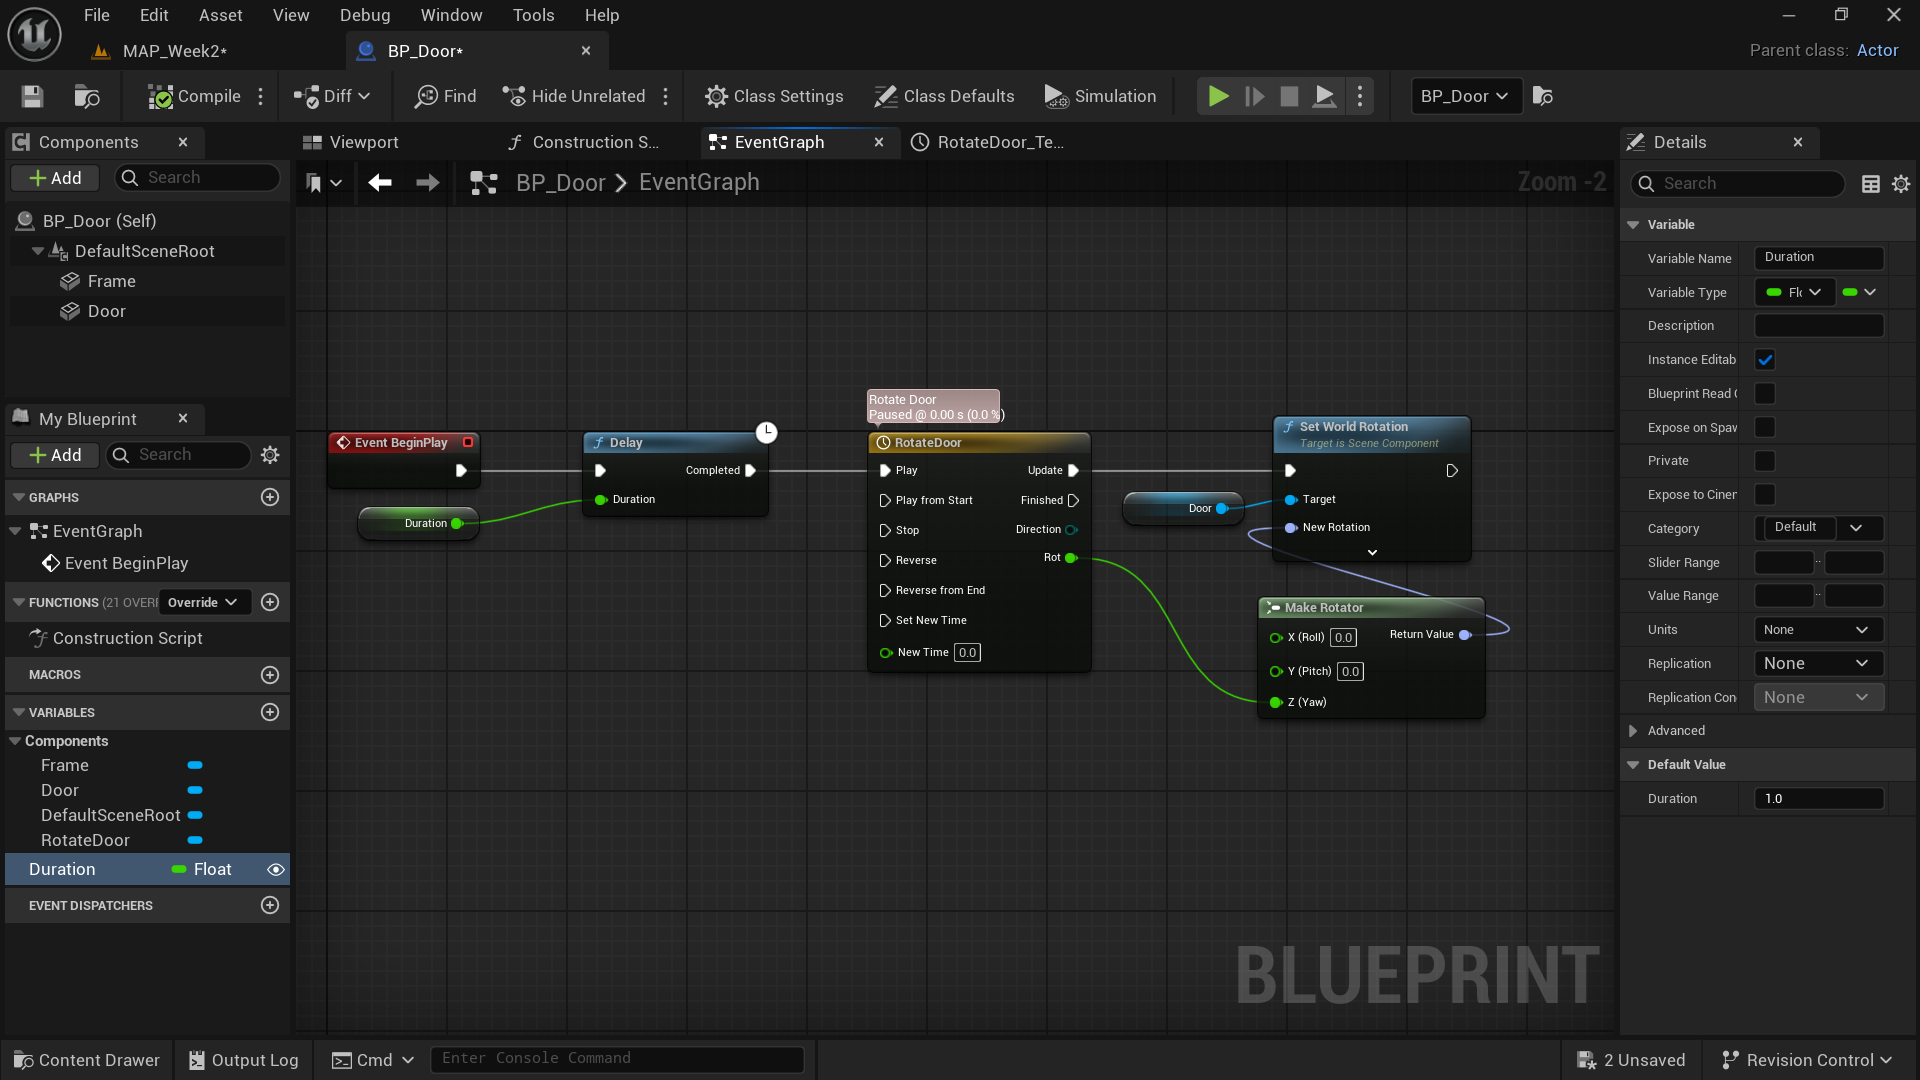 File Edit Asset View Debug Window Tools Help
MAP_Week2*
BP_Door*
Parent class: Actor
Compile
Diff
Find
Hide Unrelated
Class Settings
Class Defaults
Simulation
BP_Door
Components
Add
Search
BP_Door (Self)
DefaultSceneRoot
Frame
Door
My Blueprint
Add
Search
GRAPHS
EventGraph
Event BeginPlay
FUNCTIONS (21 OVERI
Override
Construction Script
MACROS
VARIABLES
Components
Frame
Door
DefaultSceneRoot
RotateDoor
Duration Float
EVENT DISPATCHERS
Viewport
Construction S...
EventGraph
RotateDoor_Te...
BP_Door > EventGraph
Zoom -2
Event BeginPlay
Duration
Delay
Completed
Duration
Rotate Door
Paused @ 0.00 s (0.0 %)
RotateDoor
Play Update
Play from Start Finished
Stop Direction
Reverse Rot
Reverse from End
Set New Time
New Time 0.0
Door
Set World Rotation
Target is Scene Component
Target
New Rotation
Make Rotator
X (Roll) 0.0 Return Value
Y (Pitch) 0.0
Z (Yaw)
BLUEPRINT
Details
Search
Variable
Variable Name Duration
Variable Type Flo
Description
Instance Editab
Blueprint Read O
Expose on Spaw
Private
Expose to Cinem
Category Default
Slider Range ..
Value Range ..
Units None
Replication None
Replication Con None
Advanced
Default Value
Duration 1.0
Content Drawer
Output Log
Cmd
Enter Console Command
2 Unsaved
Revision Control